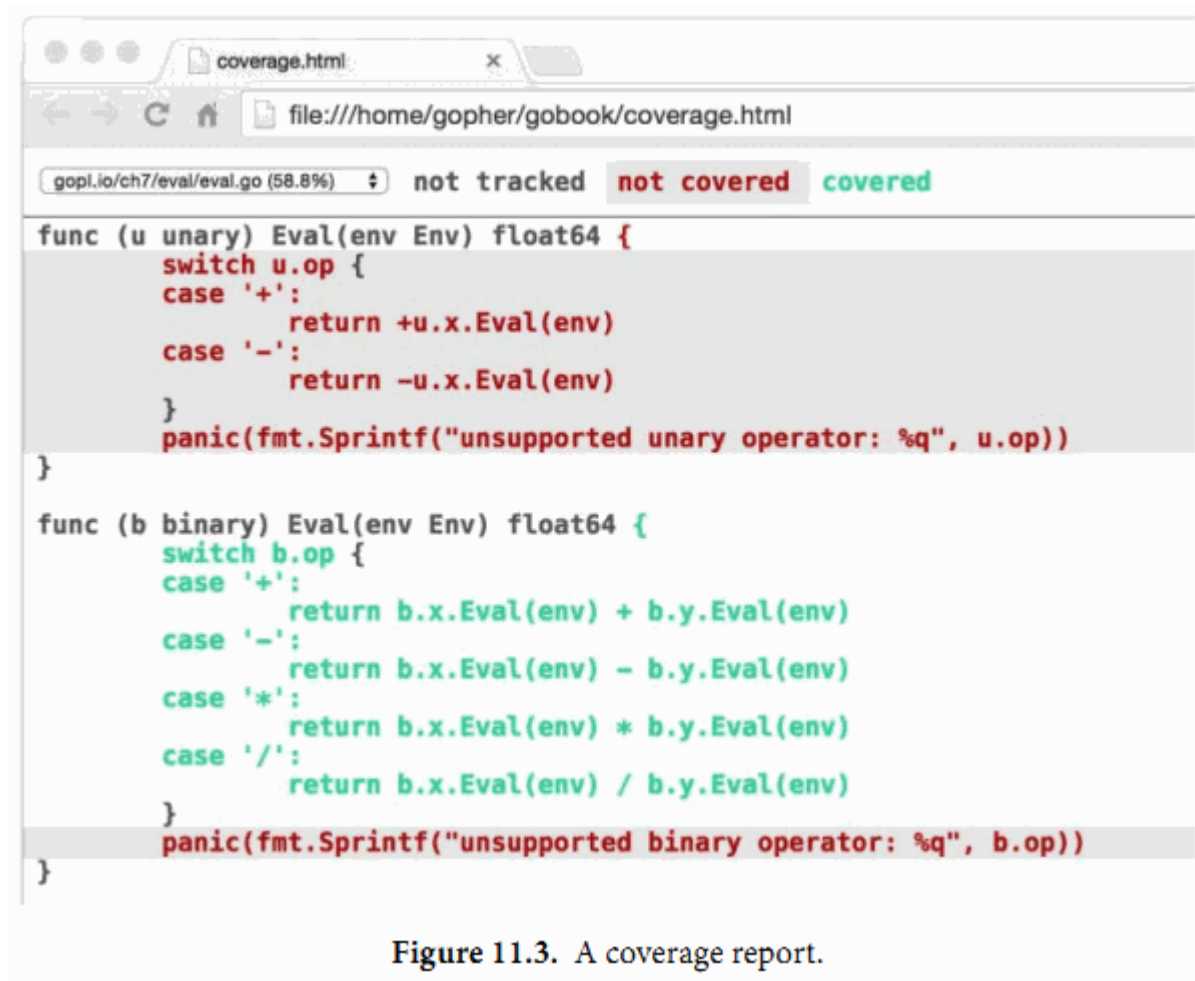 coverage.html ×
file:///home/gopher/gobook/coverage.html
gopl.io/ch7/eval/eval.go (58.8%) not tracked not covered covered
func (u unary) Eval(env Env) float64 {
        switch u.op {
        case '+':
                return +u.x.Eval(env)
        case '-':
                return -u.x.Eval(env)
        }
        panic(fmt.Sprintf("unsupported unary operator: %q", u.op))
}
func (b binary) Eval(env Env) float64 {
        switch b.op {
        case '+':
                return b.x.Eval(env) + b.y.Eval(env)
        case '-':
                return b.x.Eval(env) - b.y.Eval(env)
        case '*':
                return b.x.Eval(env) * b.y.Eval(env)
        case '/':
                return b.x.Eval(env) / b.y.Eval(env)
        }
        panic(fmt.Sprintf("unsupported binary operator: %q", b.op))
}
Figure 11.3. A coverage report.